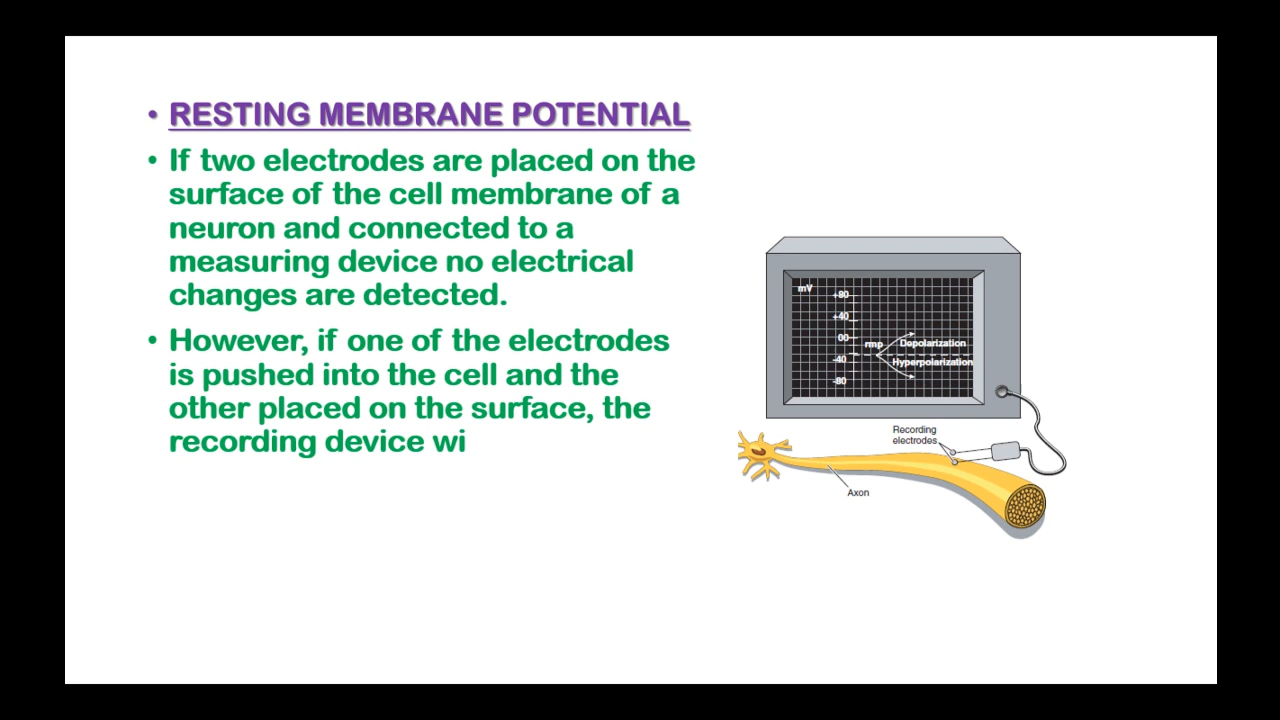 • RESTING MEMBRANE POTENTIAL
• If two electrodes are placed on the
surface of the cell membrane of a
neuron and connected to a
measuring device no electrical
changes are detected.
• However, if one of the electrodes
is pushed into the cell and the
other placed on the surface, the
recording device wi
mV
+80
+40
00
rmp
Depolarization
-40
Hyperpolarization
-80
Recording
electrodes
Axon